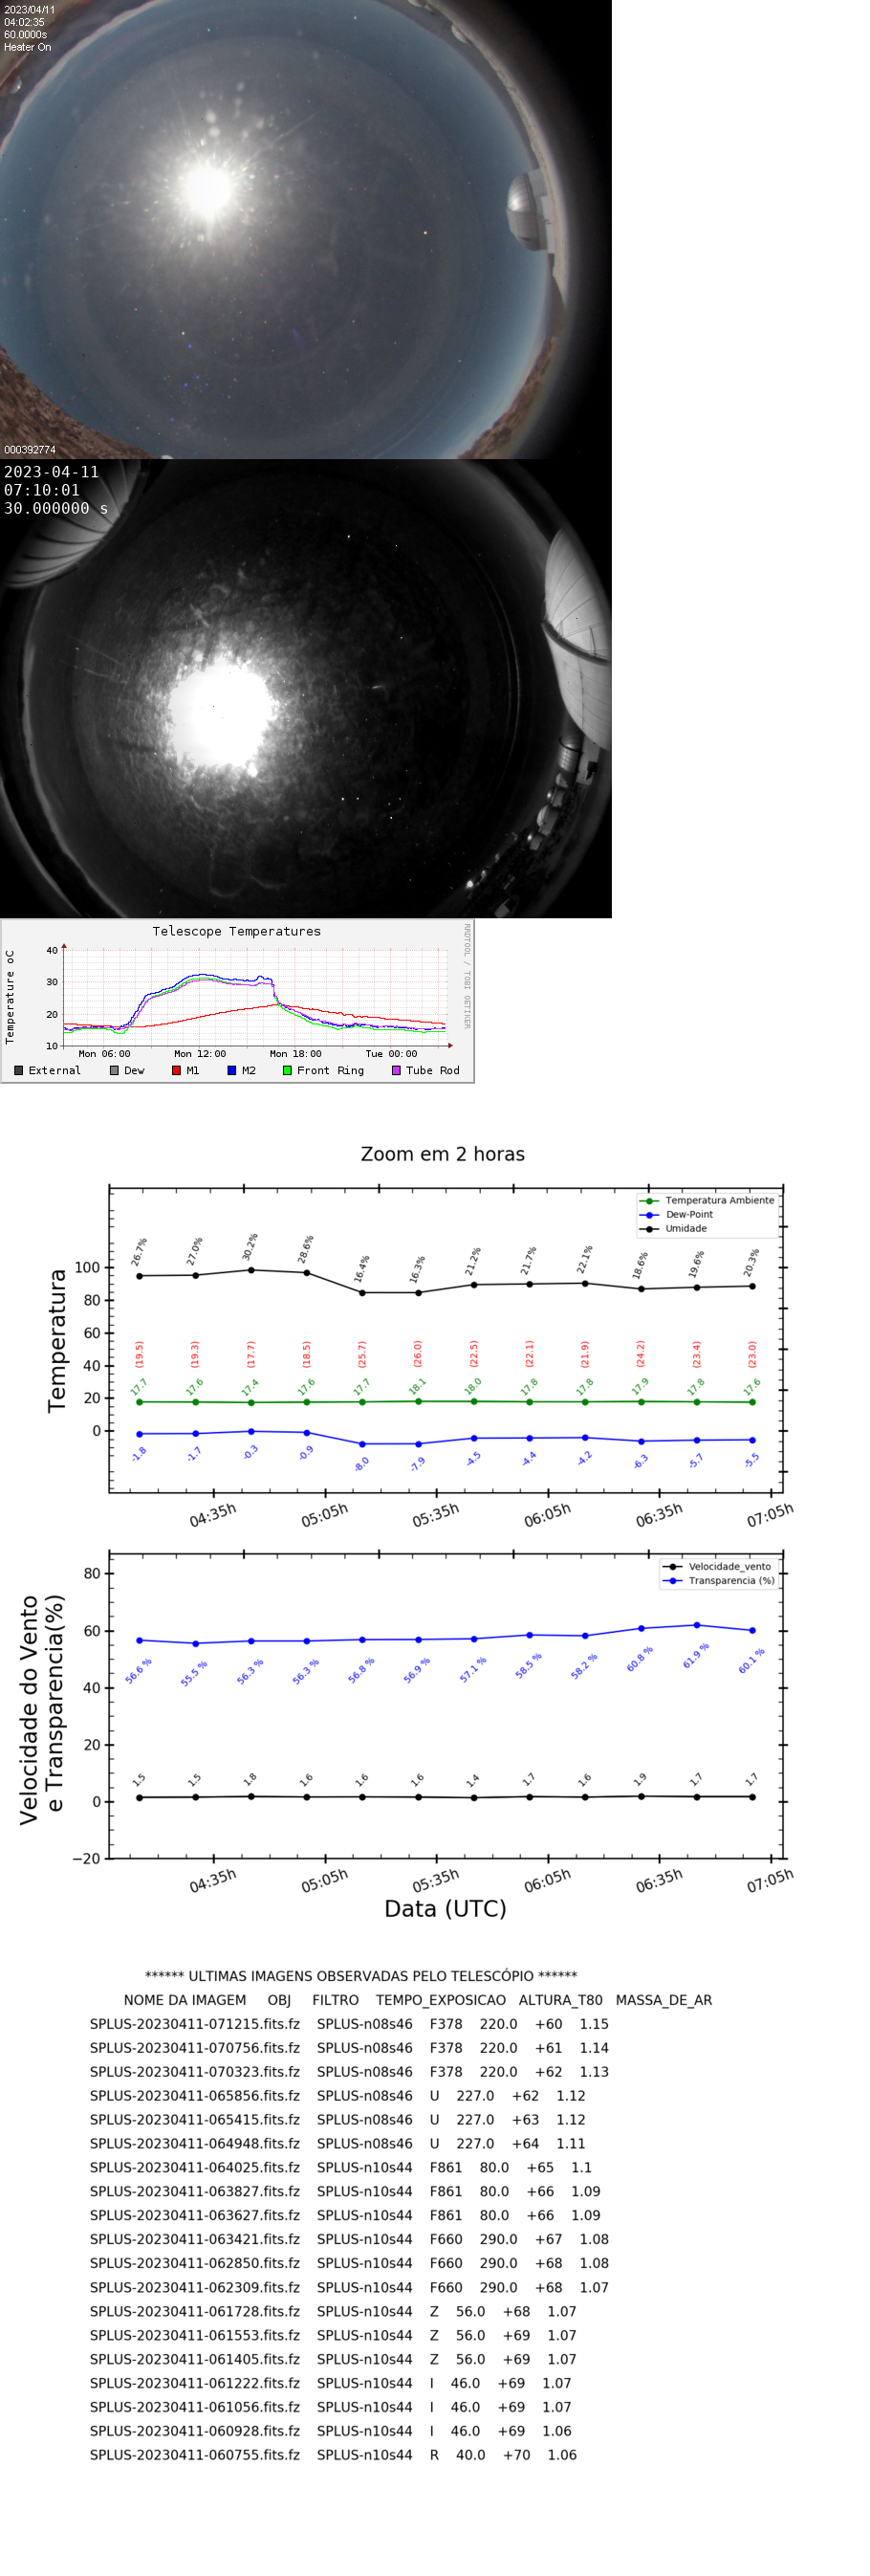 2023/04/11
04:02:35
60.0000s
Heater On
000392774
2023-04-11
07:10:01
30.000000 s
Telescope Temperatures
RRDTOOL / TOBI OETIKER
Temperature oC
40
30
20
10
Mon 06:00 Mon 12:00 Mon 18:00 Tue 00:00
External Dew M1 M2 Front Ring Tube Rod
Zoom em 2 horas
Temperatura Ambiente
Dew-Point
Umidade
Temperatura
100
80
60
40
20
0
26.7% 27.0% 30.2% 28.6% 16.4% 16.3% 21.2% 21.7% 22.1% 18.6% 19.6% 20.3%
(19.5) (19.3) (17.7) (18.5) (25.7) (26.0) (22.5) (22.1) (21.9) (24.2) (23.4) (23.0)
17.7 17.6 17.4 17.6 17.7 18.1 18.0 17.8 17.8 17.9 17.8 17.6
-1.8 -1.7 -0.3 -0.9 -8.0 -7.9 -4.5 -4.4 -4.2 -6.3 -5.7 -5.5
04:35h 05:05h 05:35h 06:05h 06:35h 07:05h
Velocidade_vento
Transparencia (%)
Velocidade do Vento
e Transparencia(%)
80
60
40
20
0
−20
56.6 % 55.5 % 56.3 % 56.3 % 56.8 % 56.9 % 57.1 % 58.5 % 58.2 % 60.8 % 61.9 % 60.1 %
1.5 1.5 1.8 1.6 1.6 1.6 1.4 1.7 1.6 1.9 1.7 1.7
04:35h 05:05h 05:35h 06:05h 06:35h 07:05h
Data (UTC)
****** ULTIMAS IMAGENS OBSERVADAS PELO TELESCÓPIO ******
NOME DA IMAGEM OBJ FILTRO TEMPO_EXPOSICAO ALTURA_T80 MASSA_DE_AR
SPLUS-20230411-071215.fits.fz SPLUS-n08s46 F378 220.0 +60 1.15
SPLUS-20230411-070756.fits.fz SPLUS-n08s46 F378 220.0 +61 1.14
SPLUS-20230411-070323.fits.fz SPLUS-n08s46 F378 220.0 +62 1.13
SPLUS-20230411-065856.fits.fz SPLUS-n08s46 U 227.0 +62 1.12
SPLUS-20230411-065415.fits.fz SPLUS-n08s46 U 227.0 +63 1.12
SPLUS-20230411-064948.fits.fz SPLUS-n08s46 U 227.0 +64 1.11
SPLUS-20230411-064025.fits.fz SPLUS-n10s44 F861 80.0 +65 1.1
SPLUS-20230411-063827.fits.fz SPLUS-n10s44 F861 80.0 +66 1.09
SPLUS-20230411-063627.fits.fz SPLUS-n10s44 F861 80.0 +66 1.09
SPLUS-20230411-063421.fits.fz SPLUS-n10s44 F660 290.0 +67 1.08
SPLUS-20230411-062850.fits.fz SPLUS-n10s44 F660 290.0 +68 1.08
SPLUS-20230411-062309.fits.fz SPLUS-n10s44 F660 290.0 +68 1.07
SPLUS-20230411-061728.fits.fz SPLUS-n10s44 Z 56.0 +68 1.07
SPLUS-20230411-061553.fits.fz SPLUS-n10s44 Z 56.0 +69 1.07
SPLUS-20230411-061405.fits.fz SPLUS-n10s44 Z 56.0 +69 1.07
SPLUS-20230411-061222.fits.fz SPLUS-n10s44 I 46.0 +69 1.07
SPLUS-20230411-061056.fits.fz SPLUS-n10s44 I 46.0 +69 1.07
SPLUS-20230411-060928.fits.fz SPLUS-n10s44 I 46.0 +69 1.06
SPLUS-20230411-060755.fits.fz SPLUS-n10s44 R 40.0 +70 1.06